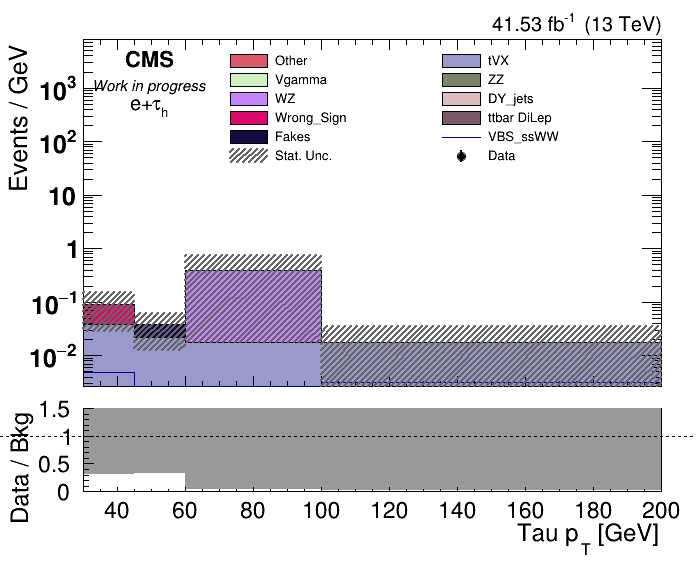 41.53 fb⁻¹ (13 TeV)
CMS
Work in progress
e+τh
Other
Vgamma
WZ
Wrong_Sign
Fakes
Stat. Unc.
tVX
ZZ
DY_jets
ttbar DiLep
VBS_ssWW
Data
Events / GeV
10³
10²
10
1
10⁻¹
10⁻²
Data / Bkg
1.5
1
0.5
0
40 60 80 100 120 140 160 180 200
Tau pT [GeV]